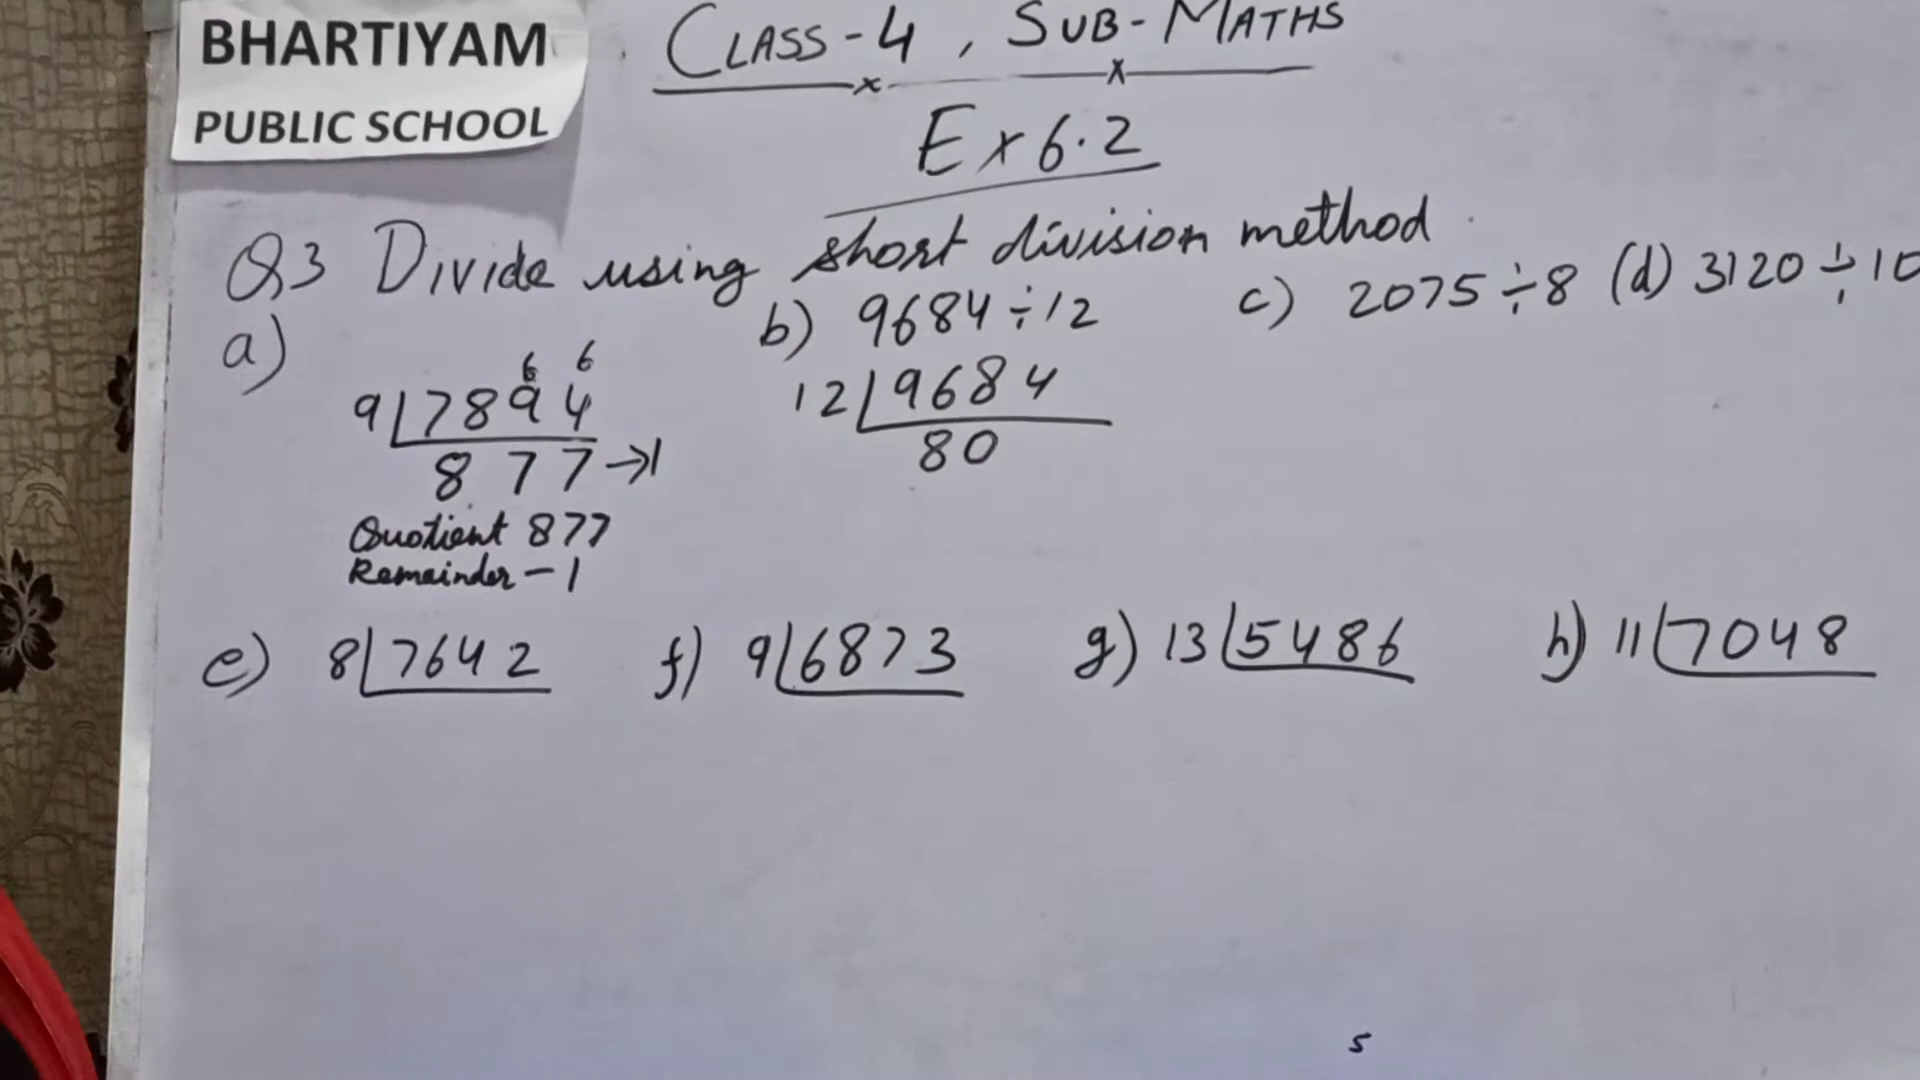 BHARTIYAM
PUBLIC SCHOOL
CLASS-4, SUB-MATHS
Ex 6.2
Q3 Divide using short division method
a)
b) 9684 ÷ 12
c) 2075 ÷ 8 (d) 3120 ÷ 10
6 6
9 7894
877 → 1
Quotient 877
Remainder - 1
12 9684
80
e) 8 7642 f) 9 6873 g) 13 5486 h) 11 7048
5